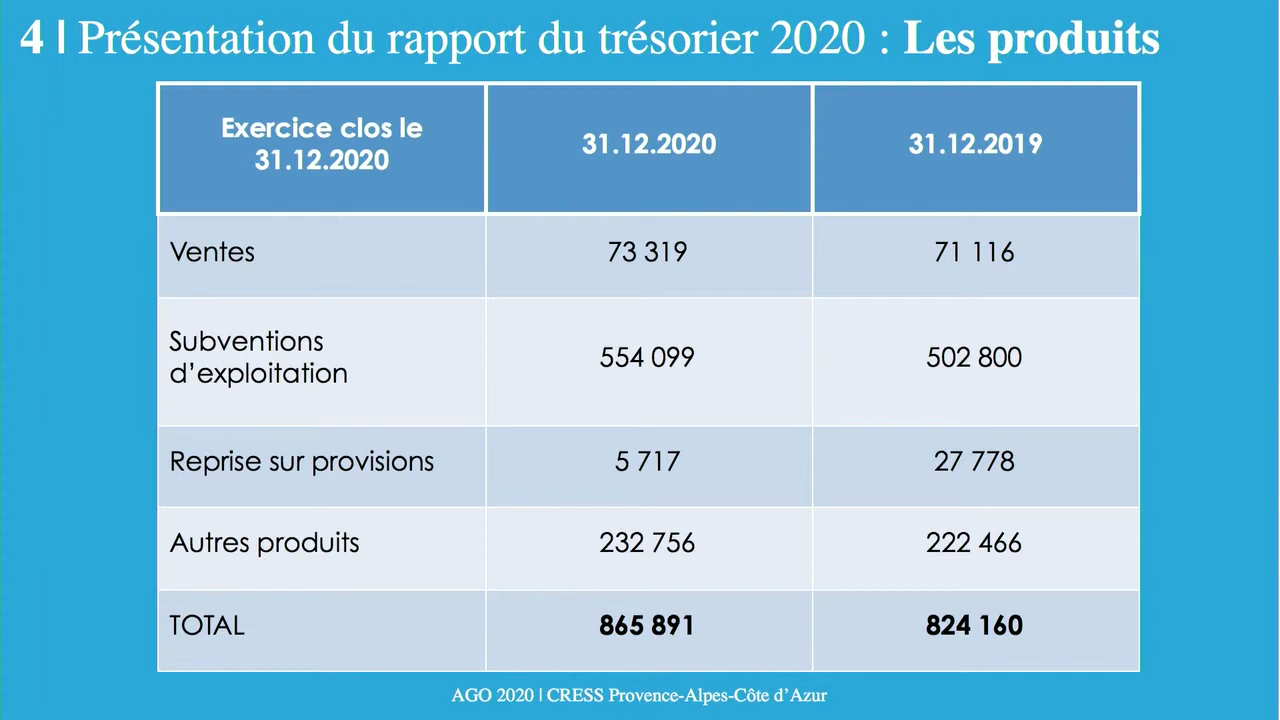 4 | Présentation du rapport du trésorier 2020 : Les produits
Exercice clos le
31.12.2020
31.12.2020
31.12.2019
Ventes
73 319
71 116
Subventions
d’exploitation
554 099
502 800
Reprise sur provisions
5 717
27 778
Autres produits
232 756
222 466
TOTAL
865 891
824 160
AGO 2020 | CRESS Provence-Alpes-Côte d’Azur